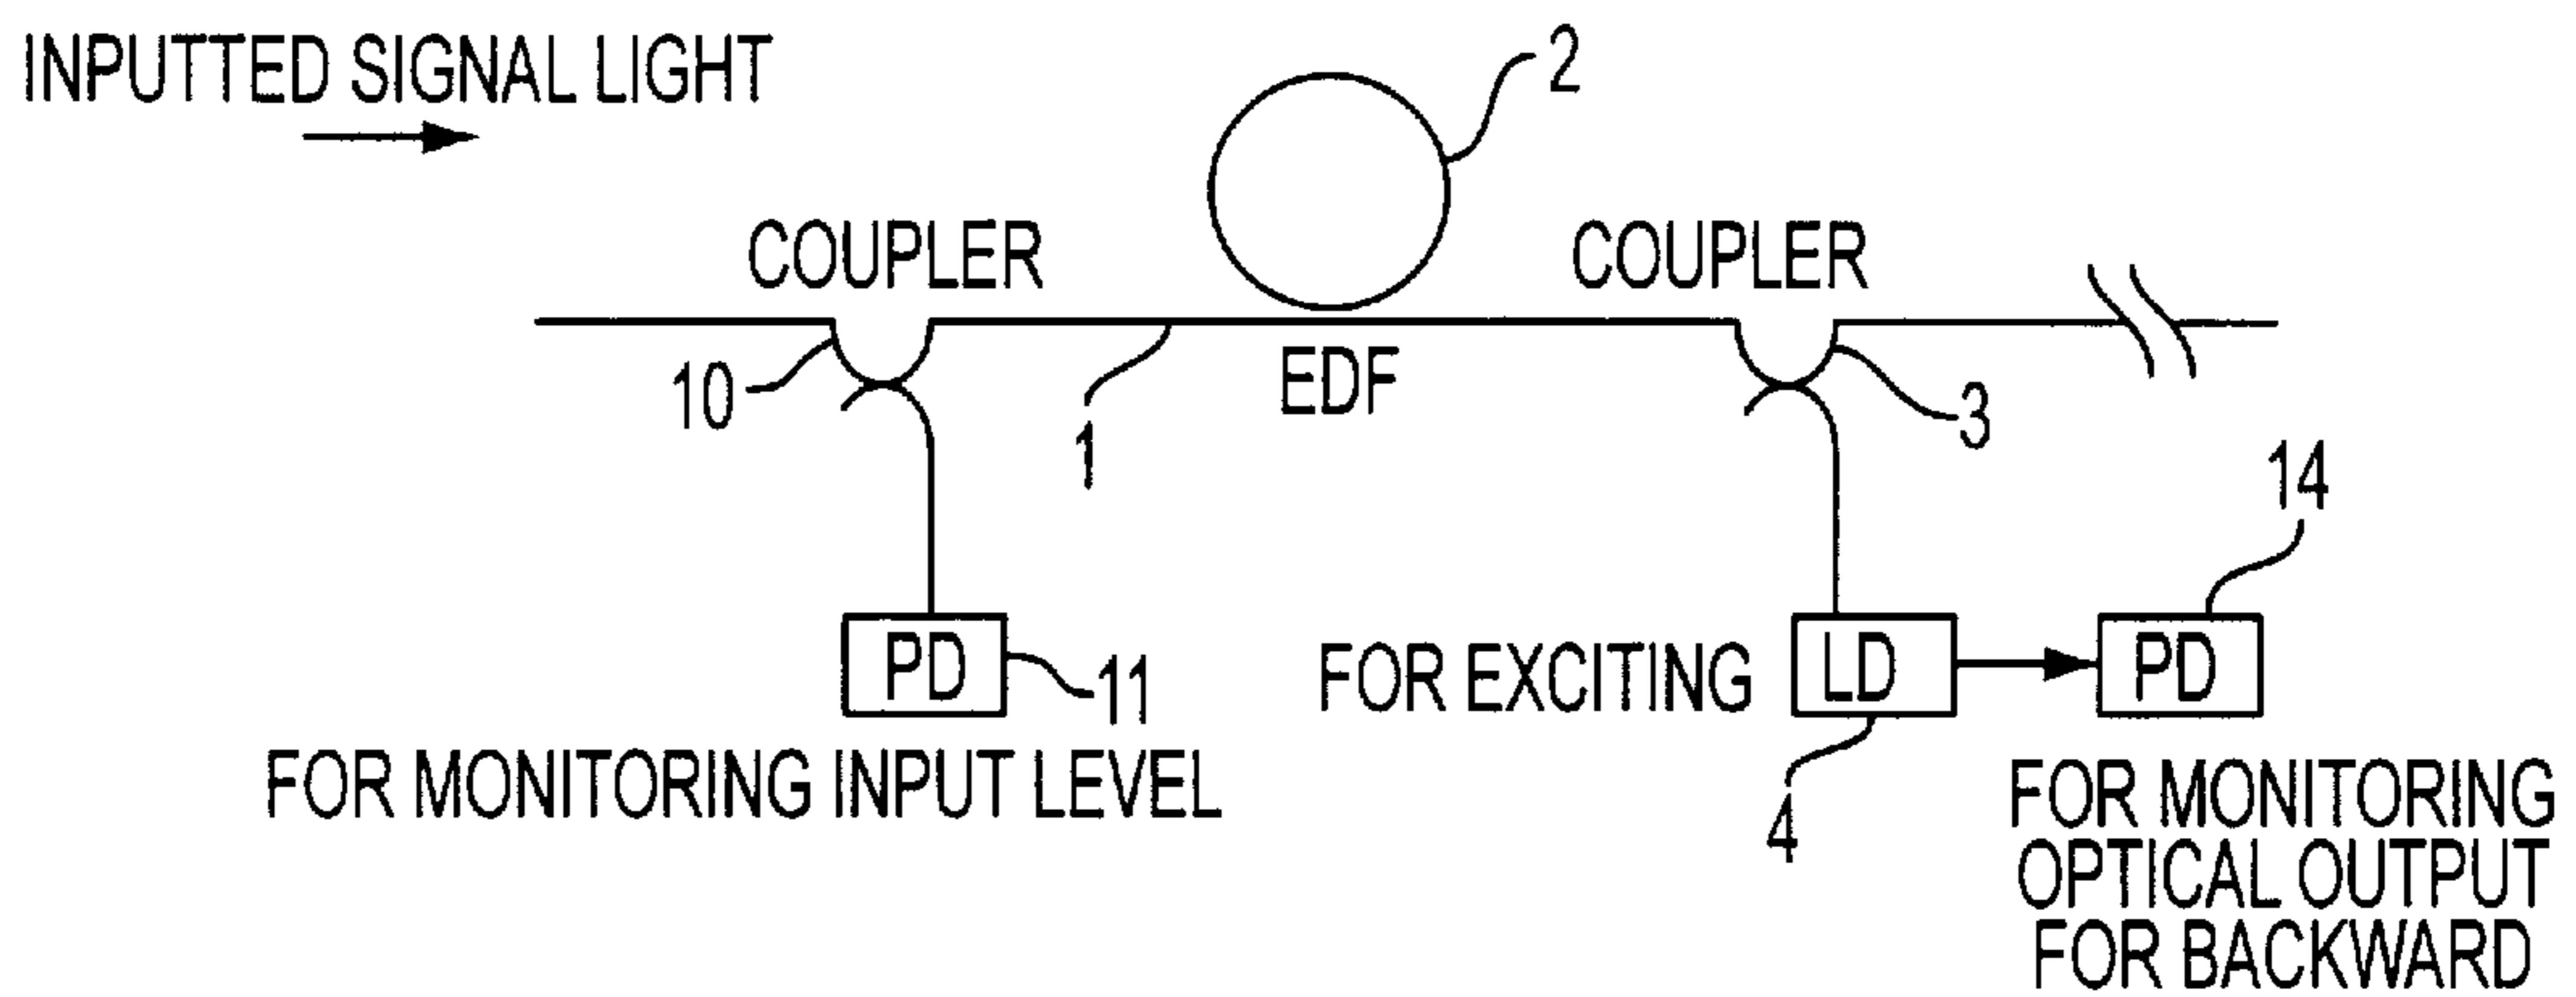 INPUTTED SIGNAL LIGHT
2
COUPLER
COUPLER
10
1
EDF
3
14
PD
11
FOR EXCITING
LD
PD
FOR MONITORING INPUT LEVEL
4
FOR MONITORING
OPTICAL OUTPUT
FOR BACKWARD